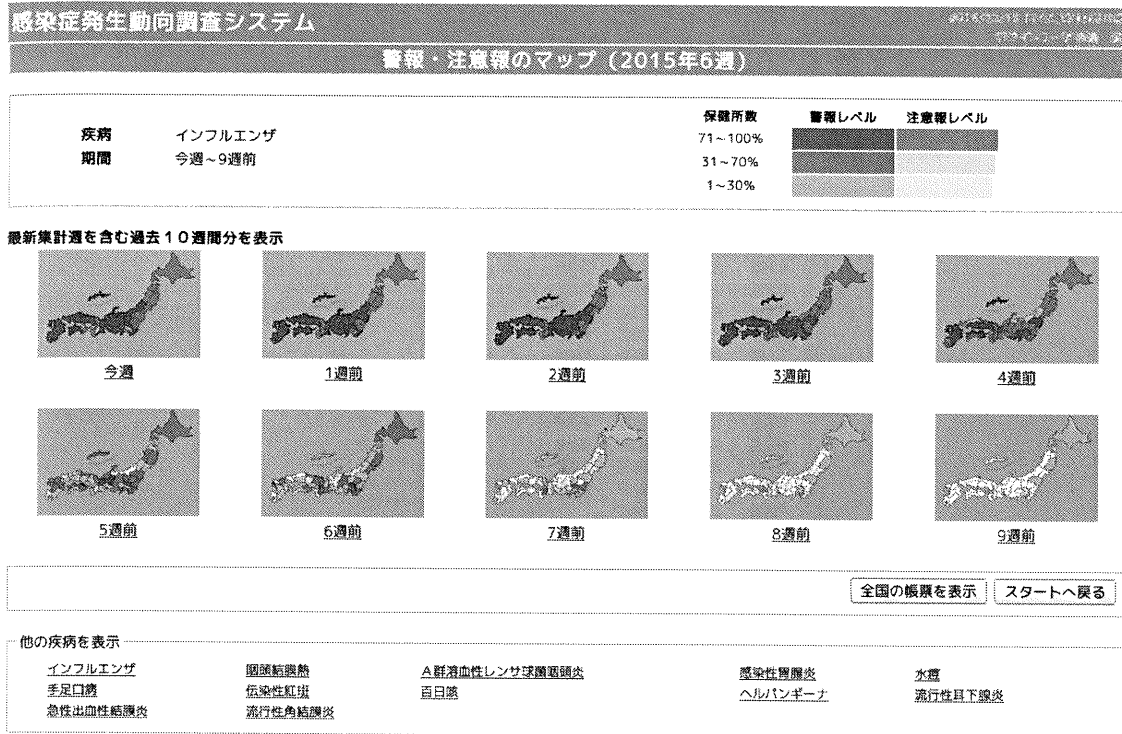 感染症発生動向調査システム
警報・注意報のマップ (2015年6週)
保健所数 警報レベル 注意報レベル
疾病 インフルエンザ
71~100%
期間 今週~9週前
31~70%
1~30%
最新集計週を含む過去10週間分を表示
今週 1週前 2週前 3週前 4週前
5週前 6週前 7週前 8週前 9週前
全国の帳票を表示 スタートへ戻る
他の疾病を表示
インフルエンザ 咽頭結膜熱 A群溶血性レンサ球菌咽頭炎 感染性胃腸炎 水痘
手足口病 伝染性紅斑 百日咳 ヘルパンギーナ 流行性耳下腺炎
急性出血性結膜炎 流行性角結膜炎